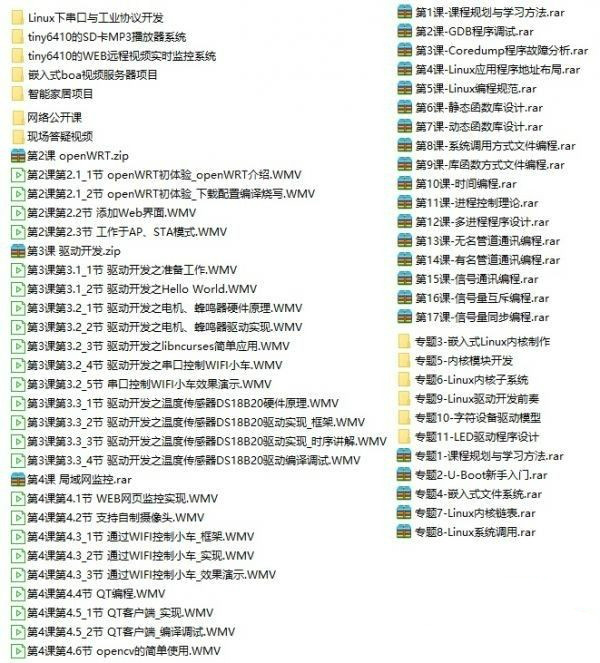 Linux下串口与工业协议开发
tiny6410的SD卡MP3播放器系统
tiny6410的WEB远程视频实时监控系统
嵌入式boa视频服务器项目
智能家居项目
网络公开课
现场答疑视频
第2课 openWRT.zip
第2课第2.1_1节 openWRT初体验_openWRT介绍.WMV
第2课第2.1_2节 openWRT初体验_下载配置编译烧写.WMV
第2课第2.2节 添加Web界面.WMV
第2课第2.3节 工作于AP、STA模式.WMV
第3课 驱动开发.zip
第3课第3.1_1节 驱动开发之准备工作.WMV
第3课第3.1_2节 驱动开发之Hello World.WMV
第3课第3.2_1节 驱动开发之电机、蜂鸣器硬件原理.WMV
第3课第3.2_2节 驱动开发之电机、蜂鸣器驱动实现.WMV
第3课第3.2_3节 驱动开发之libncurses简单应用.WMV
第3课第3.2_4节 驱动开发之串口控制WIFI小车.WMV
第3课第3.2_5节 串口控制WIFI小车效果演示.WMV
第3课第3.3_1节 驱动开发之温度传感器DS18B20硬件原理.WMV
第3课第3.3_2节 驱动开发之温度传感器DS18B20驱动实现_框架.WMV
第3课第3.3_3节 驱动开发之温度传感器DS18B20驱动实现_时序讲解.WMV
第3课第3.3_4节 驱动开发之温度传感器DS18B20驱动编译调试.WMV
第4课 局域网监控.rar
第4课第4.1节 WEB网页监控实现.WMV
第4课第4.2节 支持自制摄像头.WMV
第4课第4.3_1节 通过WIFI控制小车_框架.WMV
第4课第4.3_2节 通过WIFI控制小车_实现.WMV
第4课第4.3_3节 通过WIFI控制小车_效果演示.WMV
第4课第4.4节 QT编程.WMV
第4课第4.5_1节 QT客户端_实现.WMV
第4课第4.5_2节 QT客户端_编译调试.WMV
第4课第4.6节 opencv的简单使用.WMV
第1课-课程规划与学习方法.rar
第2课-GDB程序调试.rar
第3课-Coredump程序故障分析.rar
第4课-Linux应用程序地址布局.rar
第5课-Linux编程规范.rar
第6课-静态函数库设计.rar
第7课-动态函数库设计.rar
第8课-系统调用方式文件编程.rar
第9课-库函数方式文件编程.rar
第10课-时间编程.rar
第11课-进程控制理论.rar
第12课-多进程程序设计.rar
第13课-无名管道通讯编程.rar
第14课-有名管道通讯编程.rar
第15课-信号通讯编程.rar
第16课-信号量互斥编程.rar
第17课-信号量同步编程.rar
专题3-嵌入式Linux内核制作
专题5-内核模块开发
专题6-Linux内核子系统
专题9-Linux驱动开发前奏
专题10-字符设备驱动模型
专题11-LED驱动程序设计
专题1-课程规划与学习方法.rar
专题2-U-Boot新手入门.rar
专题4-嵌入式文件系统.rar
专题7-Linux内核链表.rar
专题8-Linux系统调用.rar